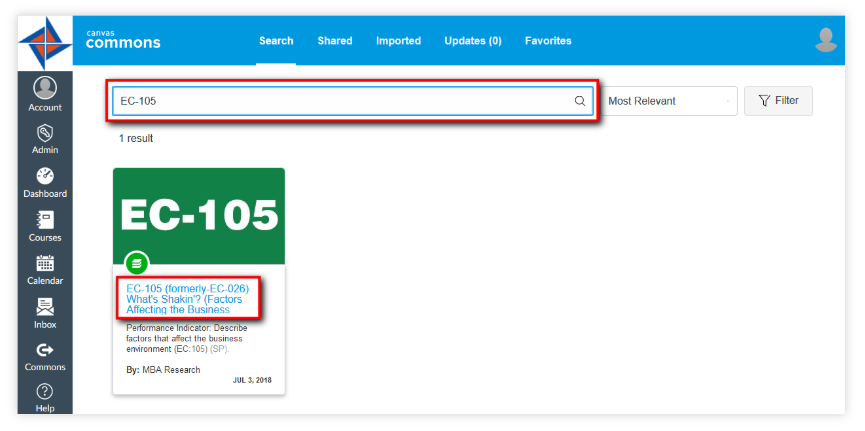 canvas
commons
Search Shared Imported Updates (0) Favorites
Account
Admin
Dashboard
Courses
Calendar
Inbox
Commons
Help
EC-105
Most Relevant
Filter
1 result
EC-105
EC-105 (formerly-EC-026)
What's Shakin'? (Factors
Affecting the Business
Performance Indicator: Describe
factors that affect the business
environment (EC:105) (SP).
By: MBA Research
JUL 3, 2018